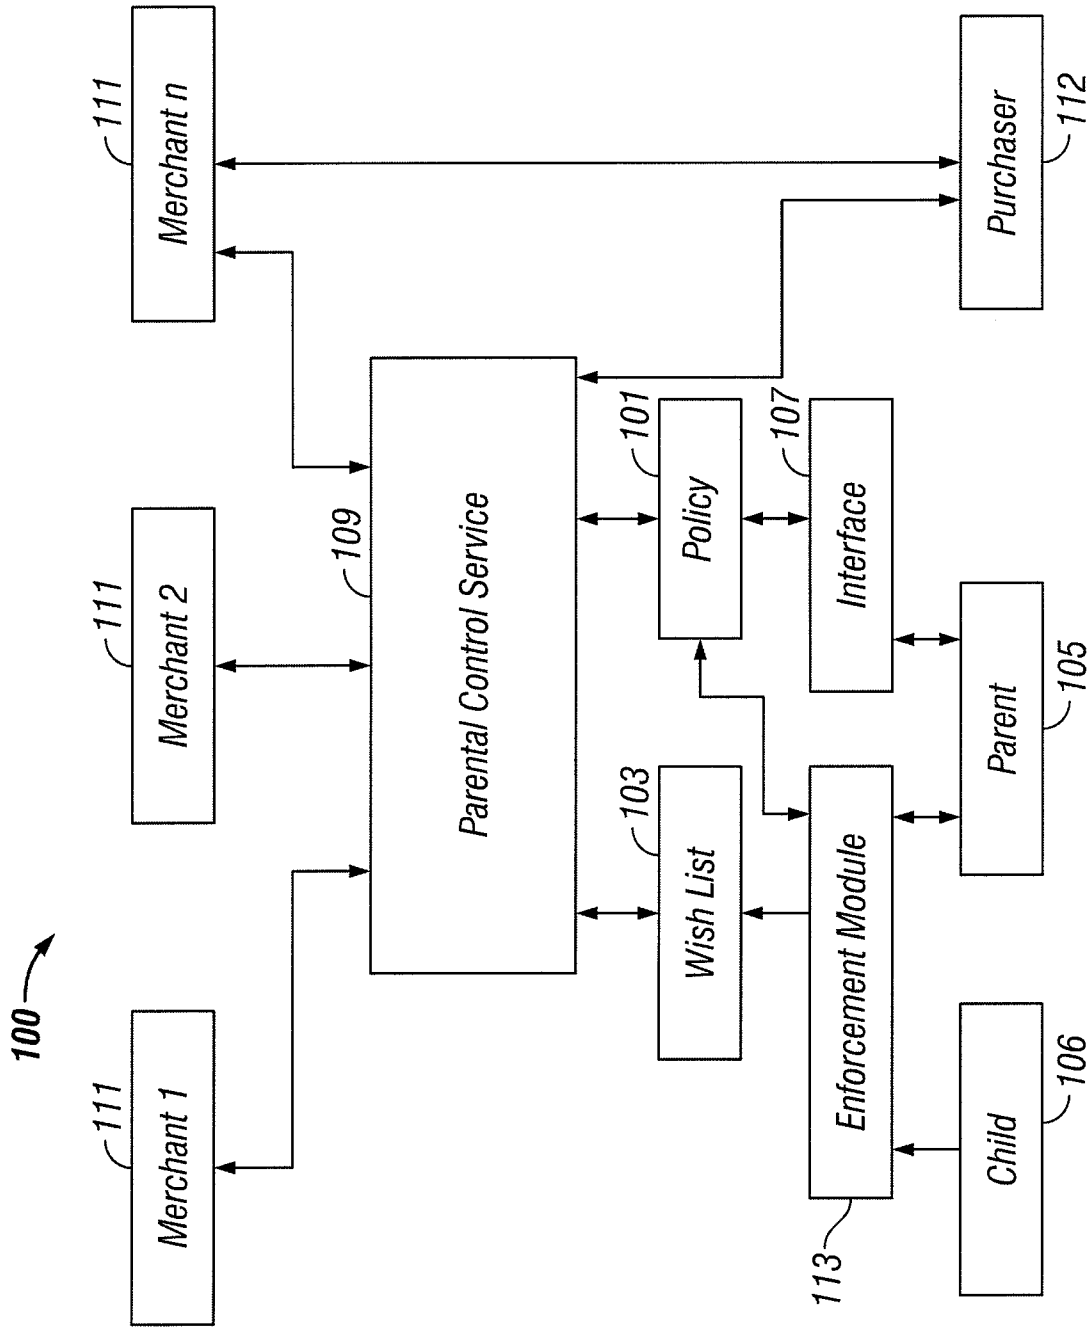 100
111
Merchant 1
111
Merchant 2
111
Merchant n
109
Parental Control Service
103
Wish List
101
Policy
113
Enforcement Module
107
Interface
Child
106
Parent
105
Purchaser
112